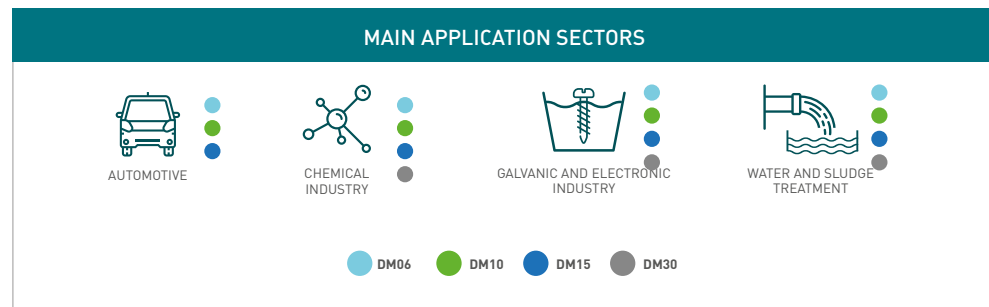 MAIN APPLICATION SECTORS
AUTOMOTIVE
CHEMICAL
INDUSTRY
GALVANIC AND ELECTRONIC
INDUSTRY
WATER AND SLUDGE
TREATMENT
DM06 DM10 DM15 DM30